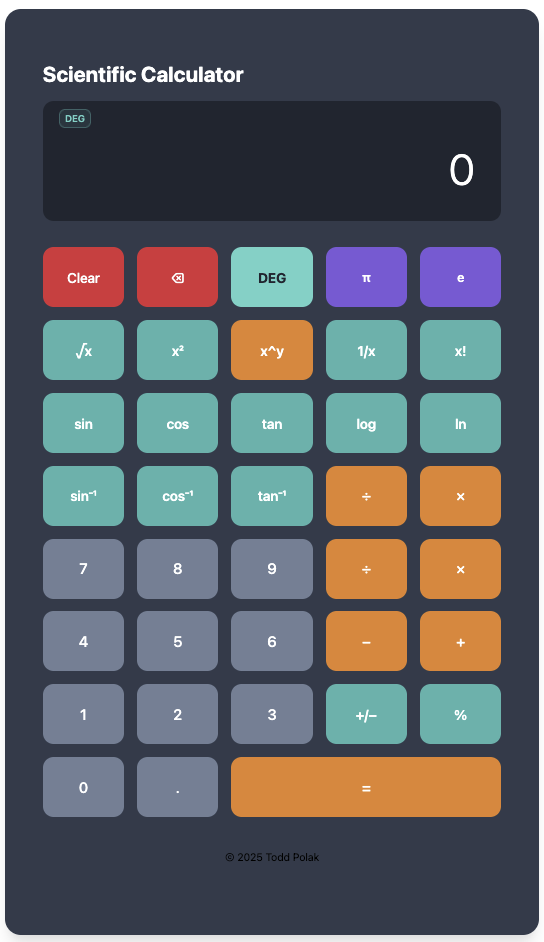 Scientific Calculator
DEG
0
Clear ⌫ DEG π e
√x x² x^y 1/x x!
sin cos tan log ln
sin⁻¹ cos⁻¹ tan⁻¹ ÷ ×
7 8 9 ÷ ×
4 5 6 − +
1 2 3 +/− %
0 . =
© 2025 Todd Polak